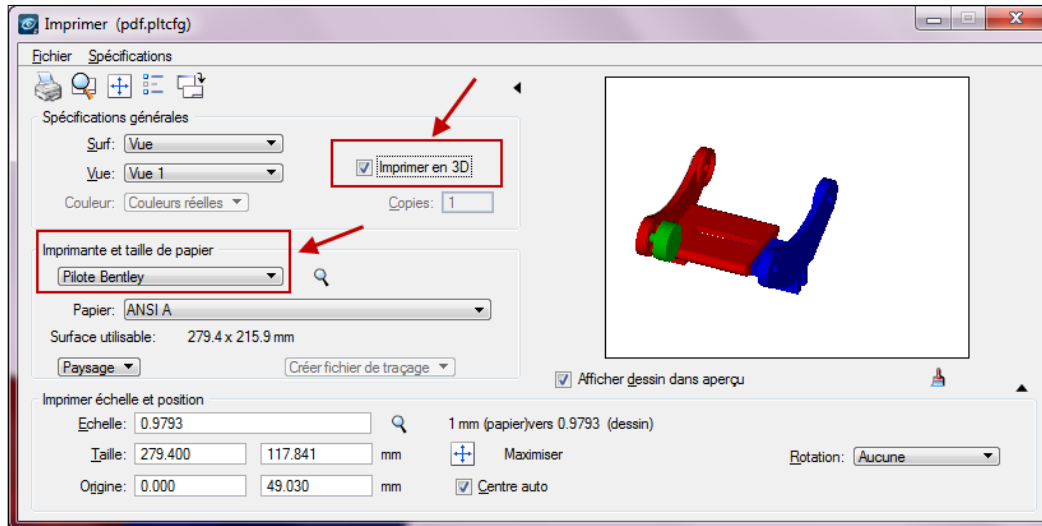 Imprimer (pdf.pltcfg)
Fichier Spécifications
Spécifications générales
Surf: Vue
Imprimer en 3D
Vue: Vue 1
Couleur: Couleurs réelles
Copies: 1
Imprimante et taille de papier
Pilote Bentley
Papier: ANSI A
Surface utilisable: 279.4 x 215.9 mm
Paysage
Créer fichier de traçage
Afficher dessin dans aperçu
Imprimer échelle et position
Echelle: 0.9793 1 mm (papier)vers 0.9793 (dessin)
Taille: 279.400 117.841 mm Maximiser Rotation: Aucune
Origine: 0.000 49.030 mm Centre auto